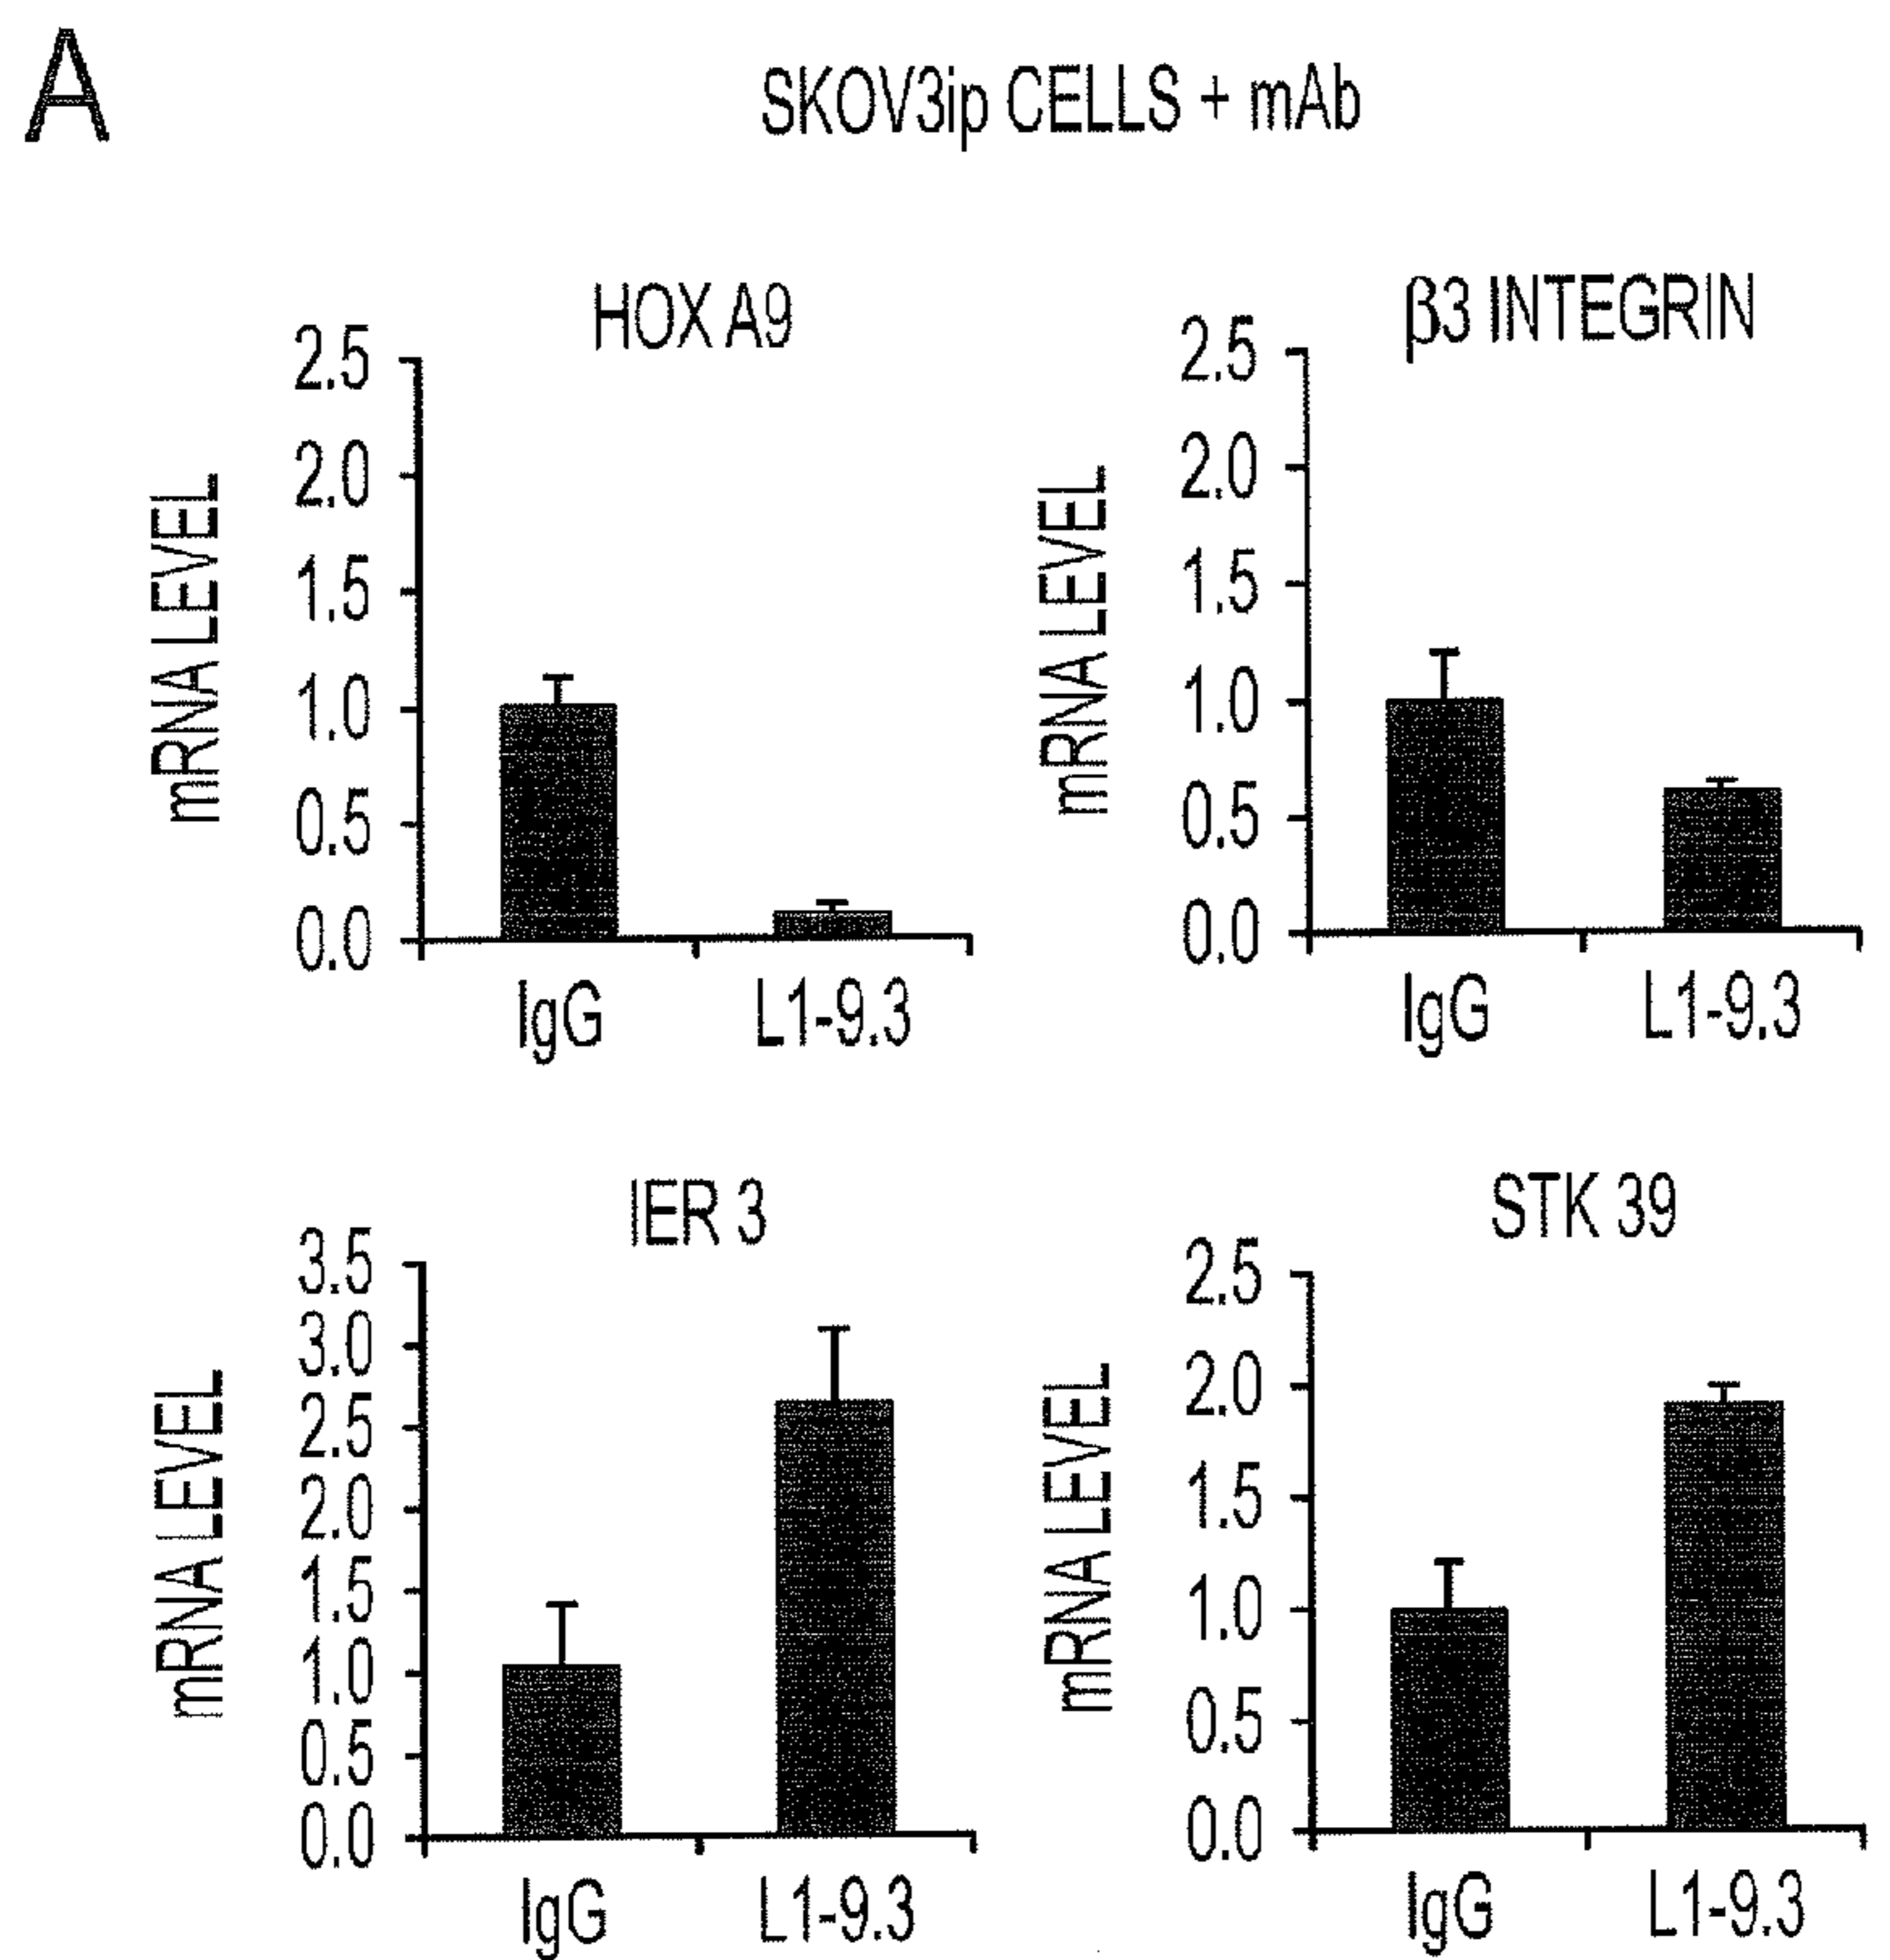 A
SKOV3ip CELLS + mAb
HOX A9
mRNA LEVEL
2.5
2.0
1.5
1.0
0.5
0.0
IgG L1-9.3
β3 INTEGRIN
mRNA LEVEL
2.5
2.0
1.5
1.0
0.5
0.0
IgG L1-9.3
IER 3
mRNA LEVEL
3.5
3.0
2.5
2.0
1.5
1.0
0.5
0.0
IgG L1-9.3
STK 39
mRNA LEVEL
2.5
2.0
1.5
1.0
0.5
0.0
IgG L1-9.3